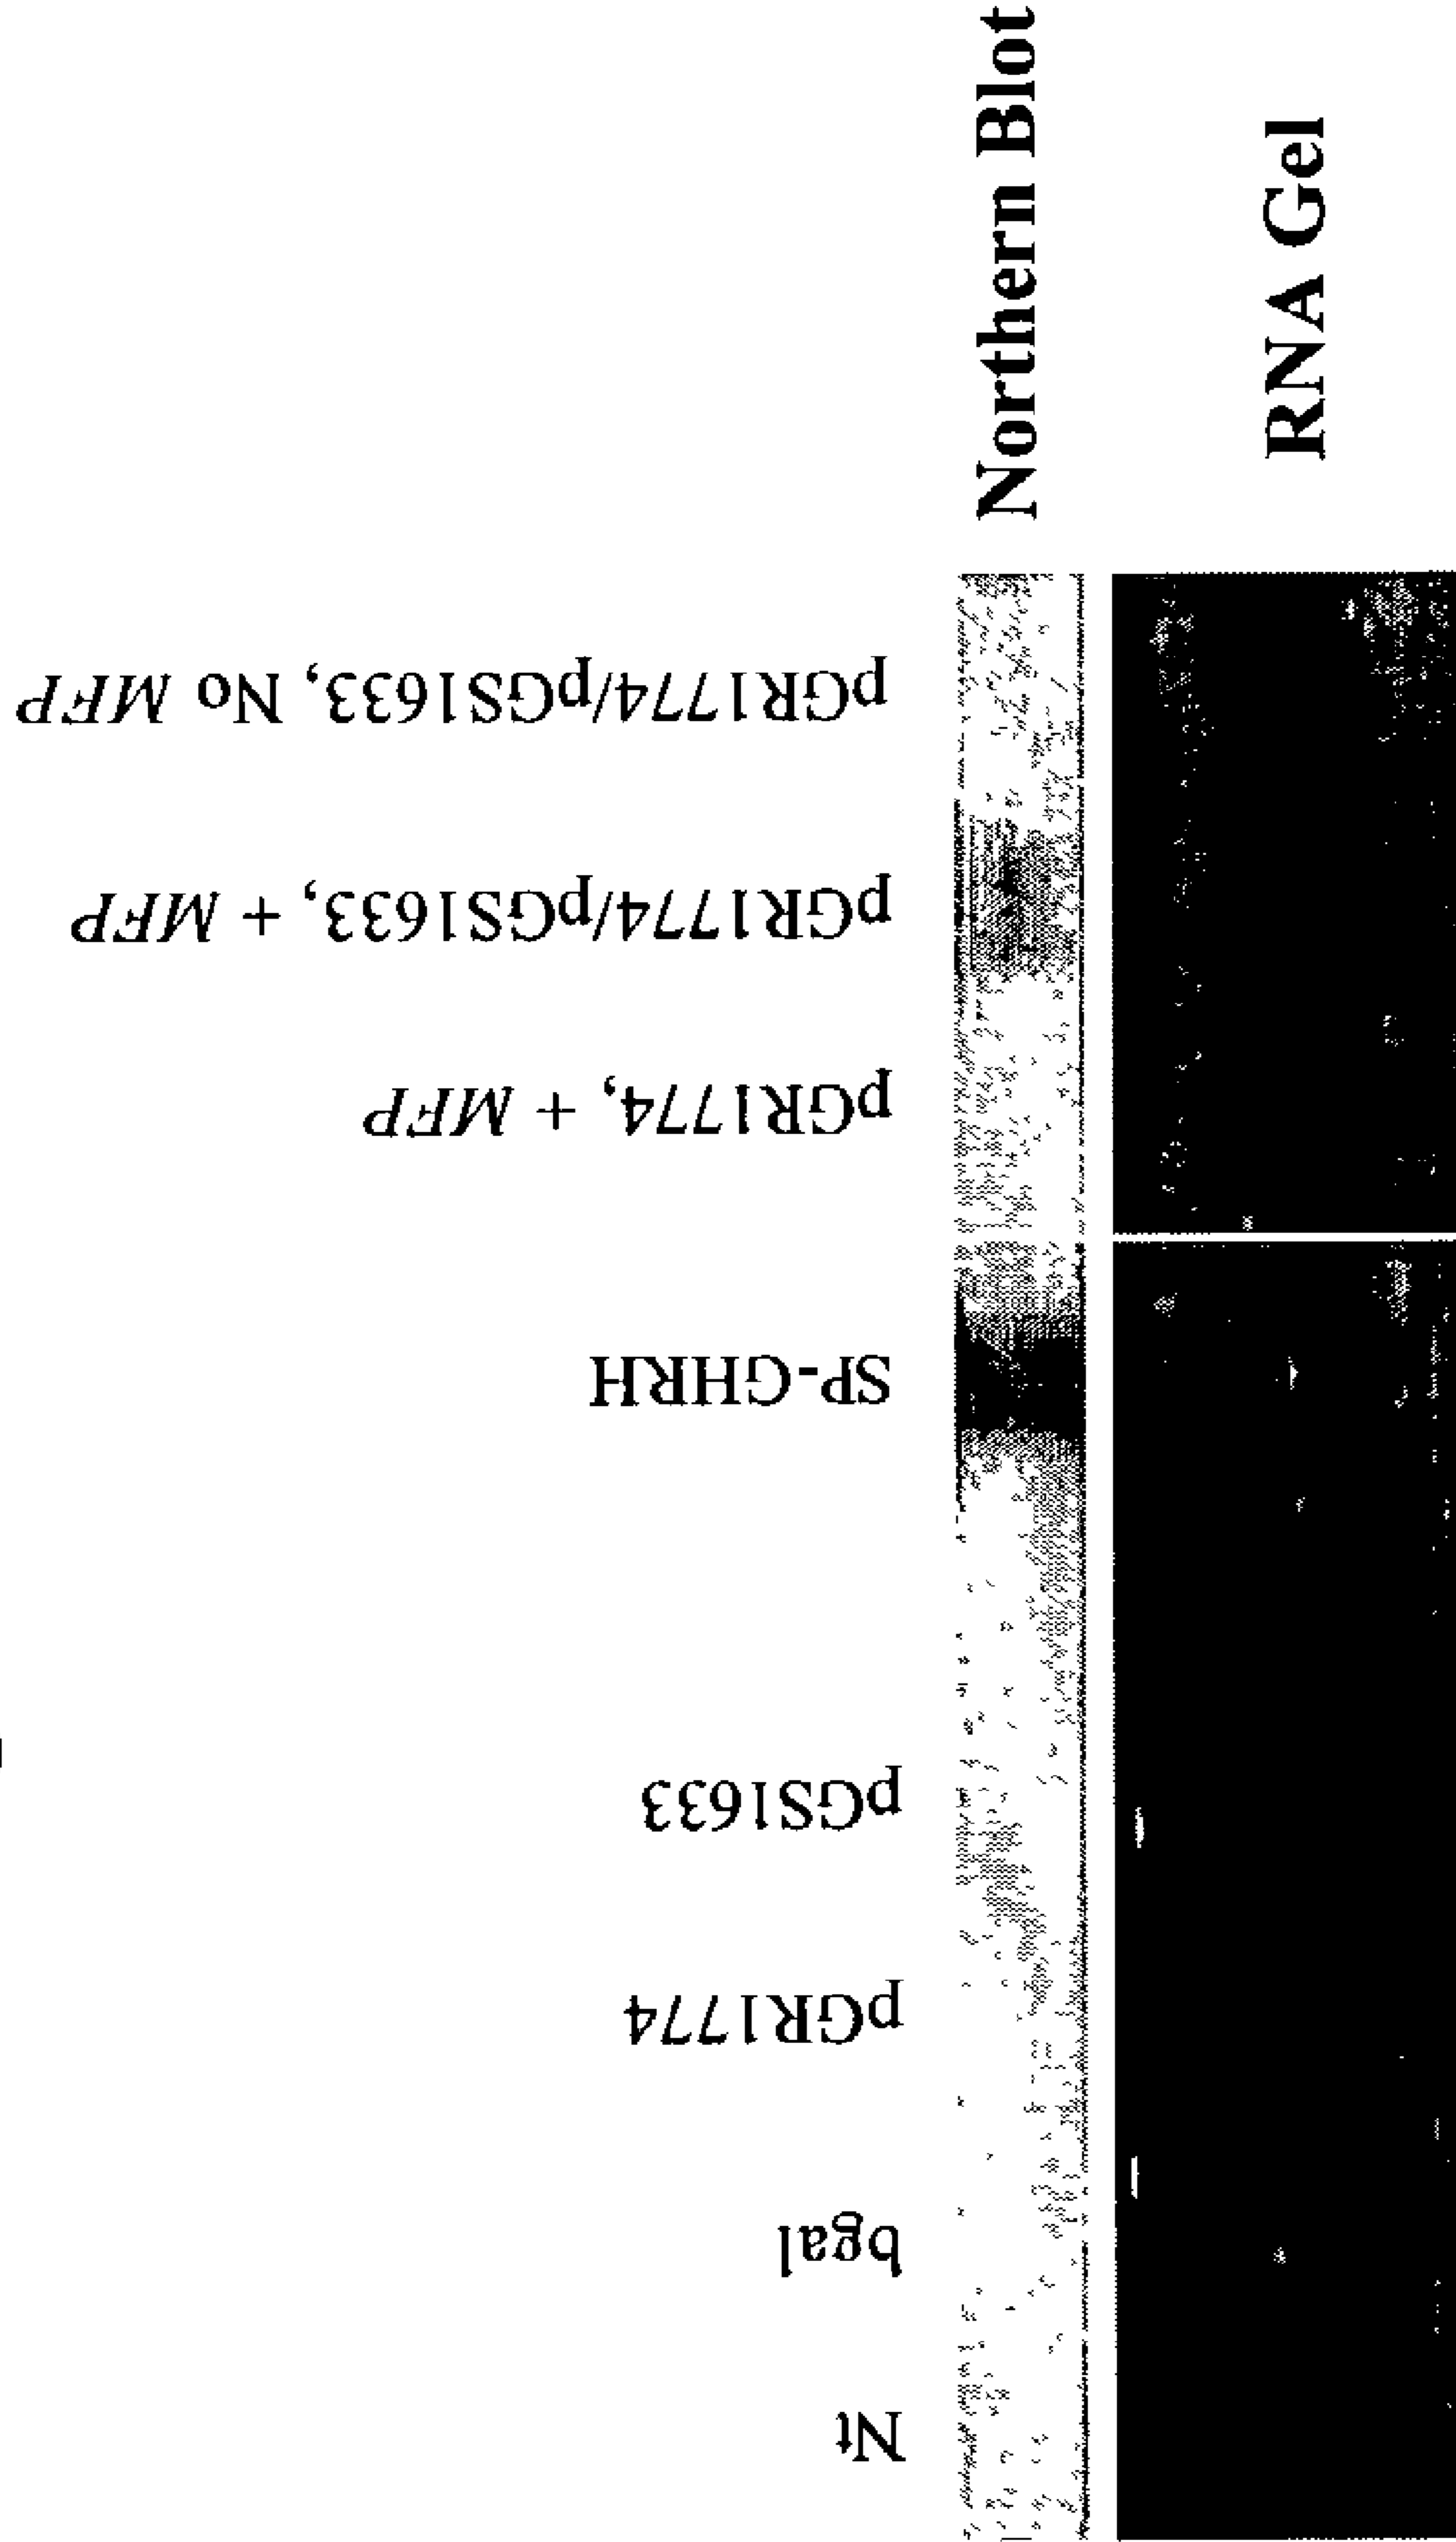 pGR1774/pGS1633, No MFP
pGR1774/pGS1633, + MFP
pGR1774, + MFP
SP-GHRH
pGS1633
pGR1774
bgal
Nt
Northern Blot
RNA Gel